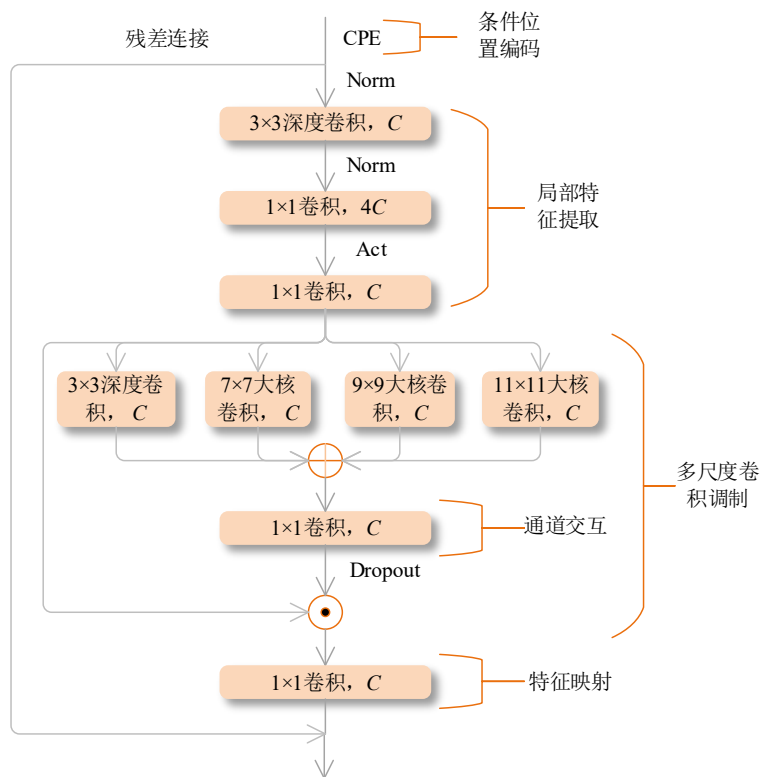 残差连接
CPE
条件位
置编码
Norm
3×3深度卷积，C
Norm
1×1卷积，4C
局部特
征提取
Act
1×1卷积，C
3×3深度卷
积， C
7×7大核
卷积，C
9×9大核卷
积，C
11×11大核
卷积，C
多尺度卷
积调制
1×1卷积，C
通道交互
Dropout
1×1卷积，C
特征映射